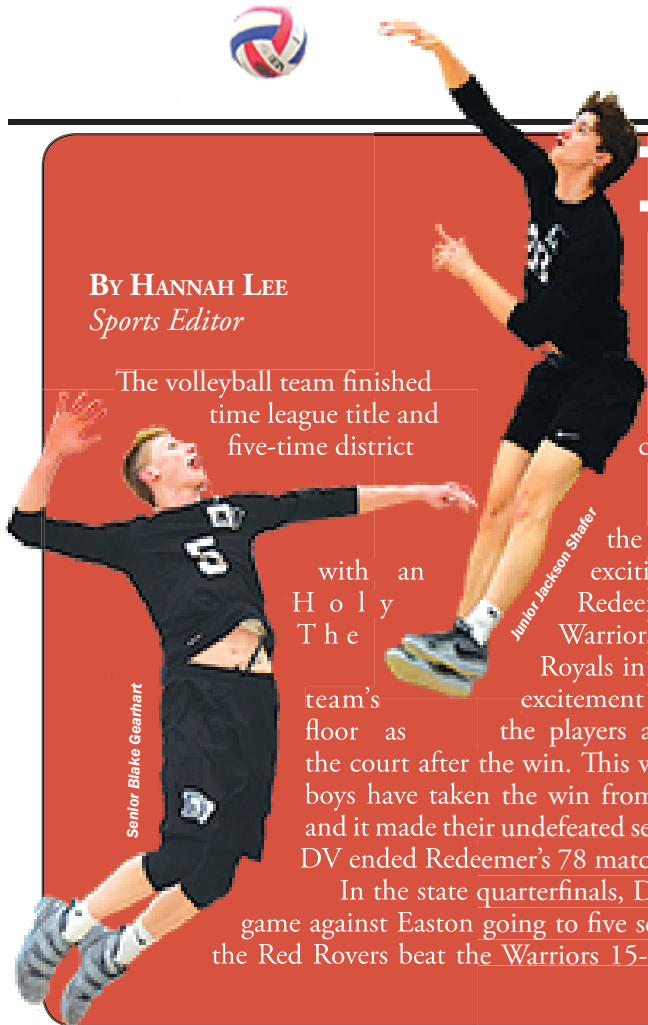 By Hannah Lee
Sports Editor
The volleyball team finished
time league title and
five-time district
the
with an exciti
Holy Redee
The Warrior
Royals in
team's excitement
floor as the players a
the court after the win. This
boys have taken the win from
and it made their undefeated se
DV ended Redeemer's 78 matc
In the state quarterfinals, D
game against Easton going to five s
the Red Rovers beat the Warriors 15-
Junior Jackson Shafer
Senior Blake Gearhart
5